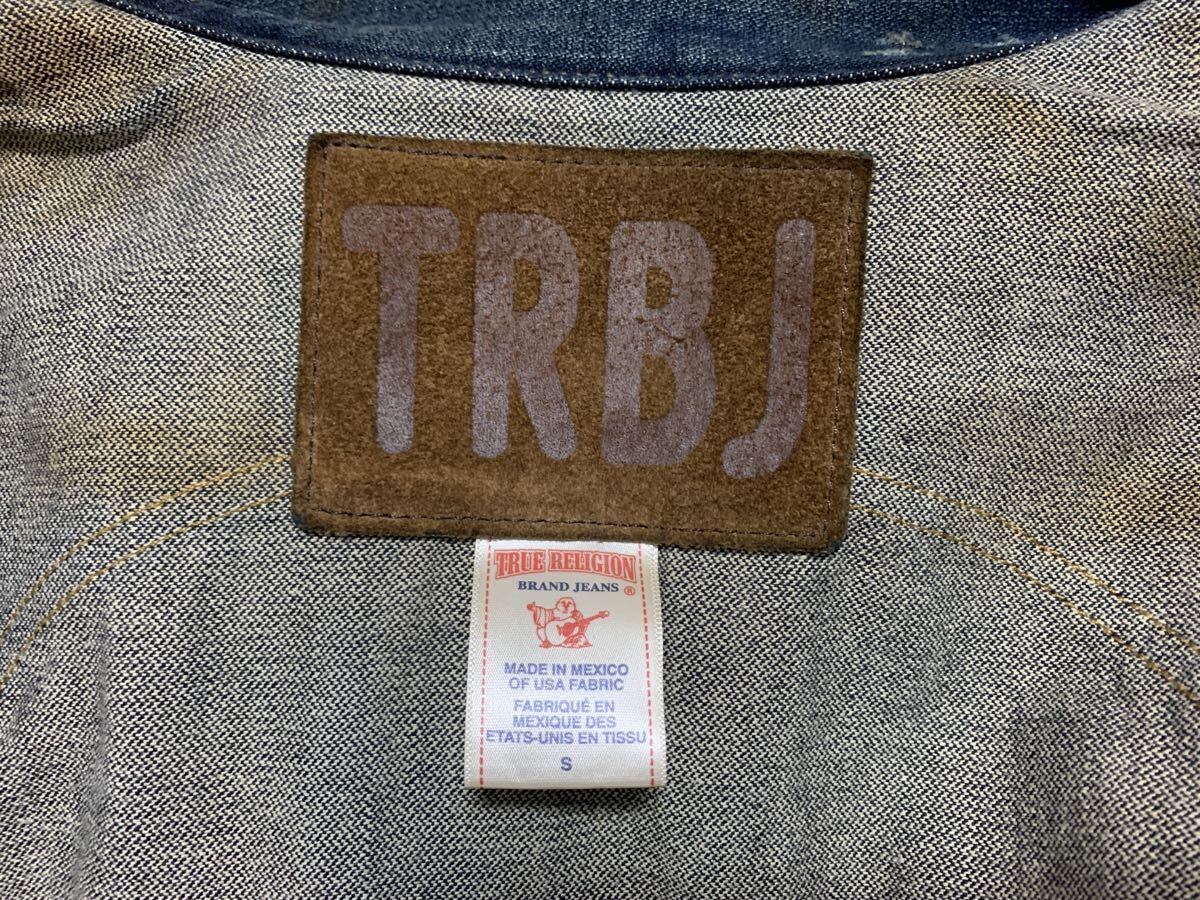 TRBJ
TRUE RELIGION
BRAND JEANS ®
MADE IN MEXICO
OF USA FABRIC
FABRIQUÉ EN
MEXIQUE DES
ETATS-UNIS EN TISSU
S